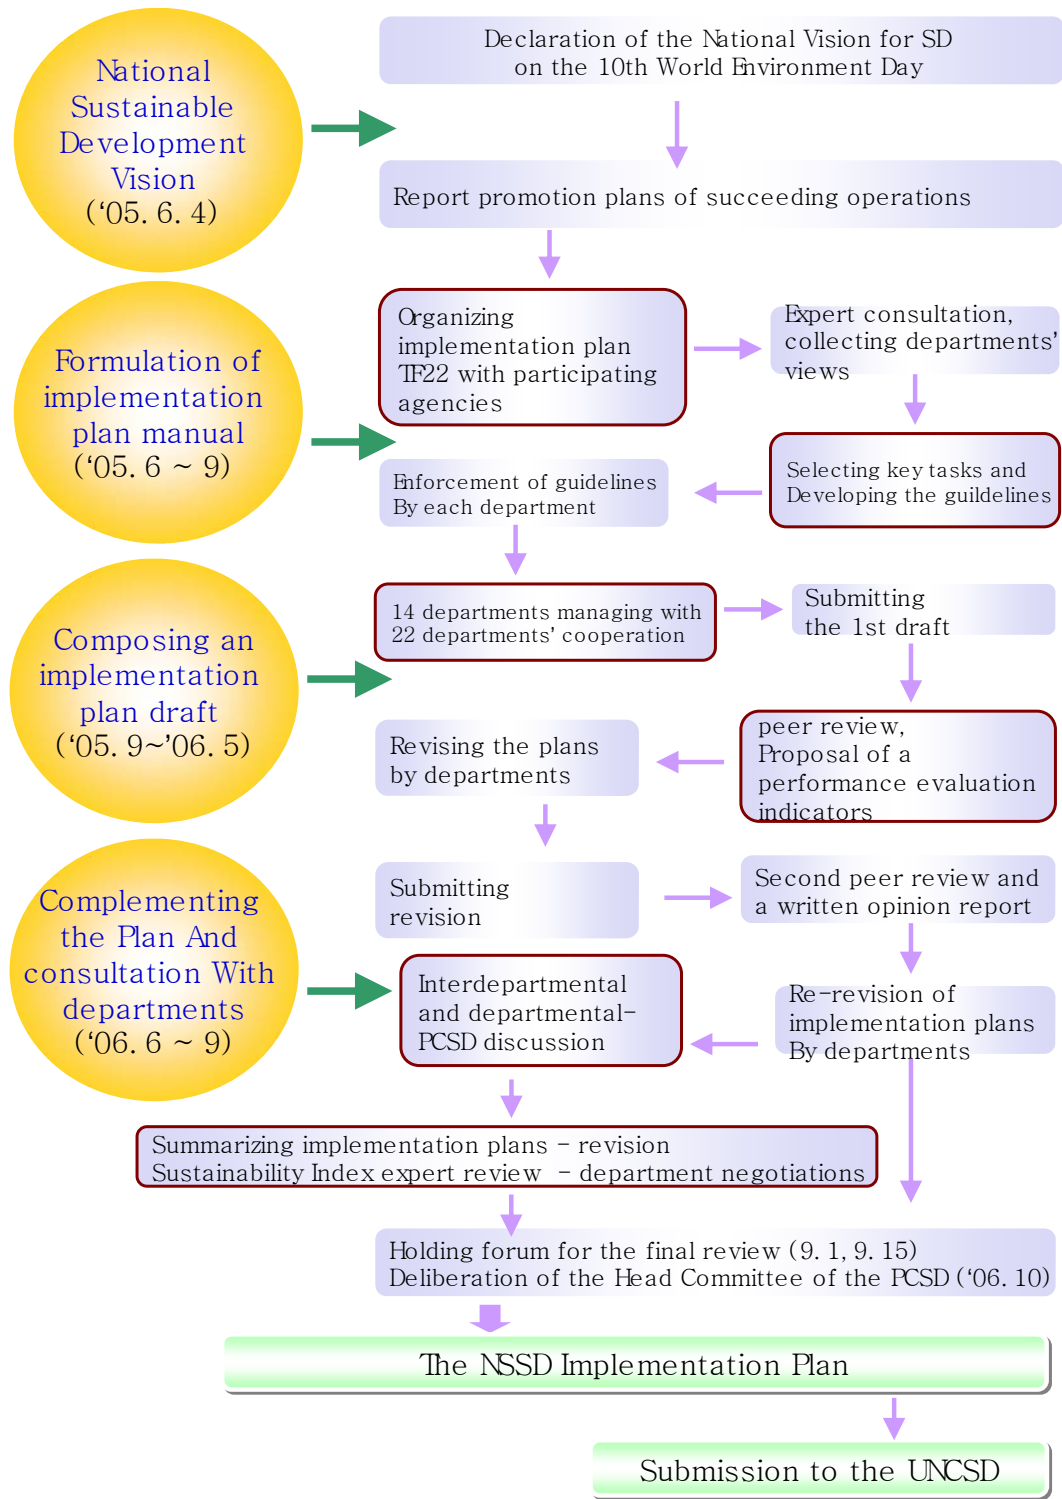 National
Sustainable
Development
Vision
(‘05. 6. 4)
Declaration of the National Vision for SD
on the 10th World Environment Day
Report promotion plans of succeeding operations
Formulation of
implementation
plan manual
(‘05. 6 ~ 9)
Organizing
implementation plan
TF22 with participating
agencies
Expert consultation,
collecting departments’
views
Selecting key tasks and
Developing the guildelines
Enforcement of guidelines
By each department
Composing an
implementation
plan draft
(‘05. 9~’06. 5)
14 departments managing with
22 departments’ cooperation
Submitting
the 1st draft
peer review,
Proposal of a
performance evaluation
indicators
Revising the plans
by departments
Complementing
the Plan And
consultation With
departments
(‘06. 6 ~ 9)
Submitting
revision
Second peer review and
a written opinion report
Re-revision of
implementation plans
By departments
Interdepartmental
and departmental-
PCSD discussion
Summarizing implementation plans - revision
Sustainability Index expert review - department negotiations
Holding forum for the final review (9. 1, 9. 15)
Deliberation of the Head Committee of the PCSD (‘06. 10)
The NSSD Implementation Plan
Submission to the UNCSD